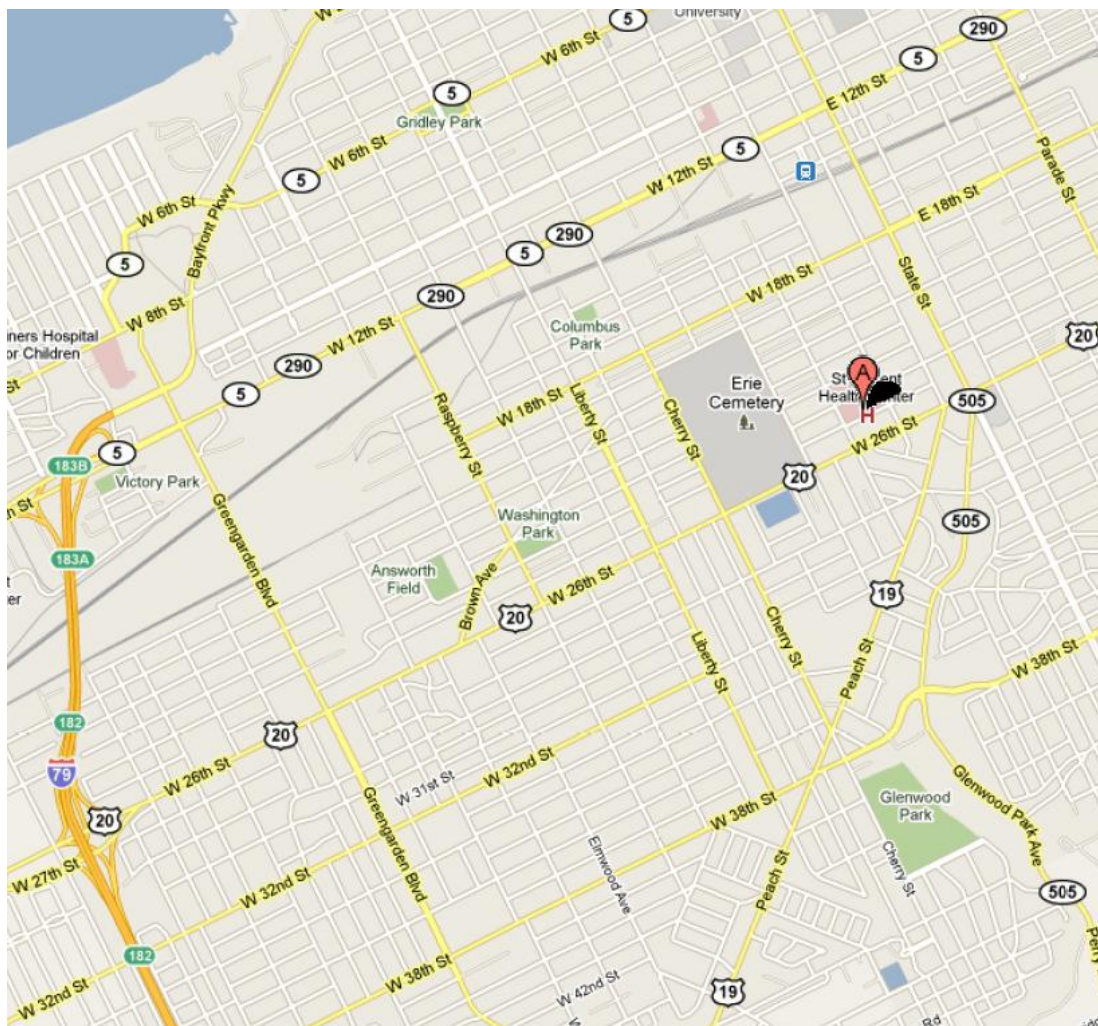 University
290
5
5
W 6th St
5
Gridley Park
E 12th St
5
W 6th St
5
W 12th St
Parade St
W 6th St
E 18th St
Bayfront Pkwy
290
5
5
State St
W 18th St
290
W 8th St
Columbus
Park
20
W 12th St
iners Hospital
or Children
290
Erie
Cemetery
A
St
Health
H
505
5
Raspberry St
W 18th St
Liberty St
Cherry St
W 26th St
5
183B
20
Victory Park
Greengarden Blvd
Washington
Park
505
183A
Answorth
Field
W 26th St
19
Brown Ave
20
Cherry St
Liberty St
Peach St
W 38th St
182
20
W 26th St
W 32nd St
79
W 31st St
Glenwood Park Ave
W 38th St
Glenwood
Park
20
Greengarden Blvd
W 27th St
Elmwood Ave
Cherry St
Peach St
W 32nd St
505
182
W 38th St
W 32nd St
W 42nd St
19
Rd